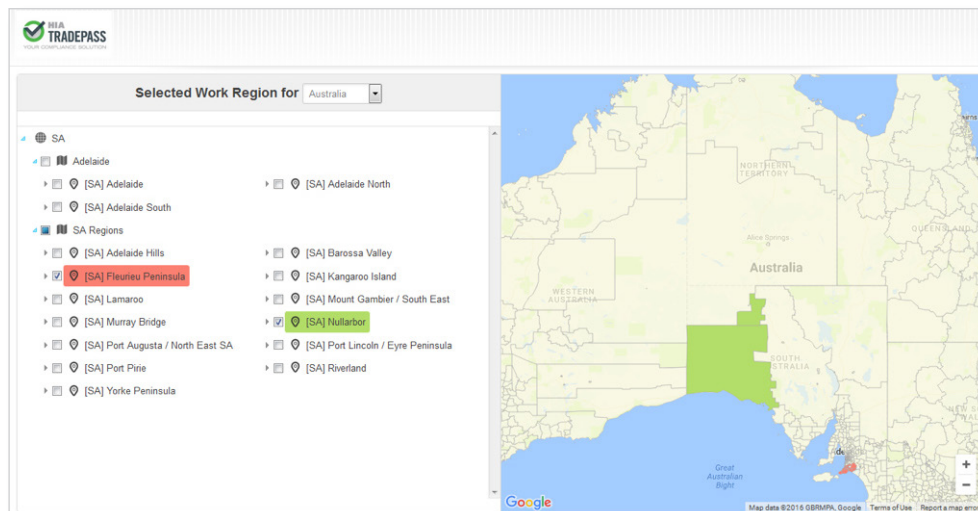 HIA
TRADEPASS
YOUR COMPLIANCE SOLUTION
Selected Work Region for Australia
SA
Adelaide
[SA] Adelaide [SA] Adelaide North
[SA] Adelaide South
SA Regions
[SA] Adelaide Hills [SA] Barossa Valley
[SA] Fleurieu Peninsula [SA] Kangaroo Island
[SA] Lamaroo [SA] Mount Gambier / South East
[SA] Murray Bridge [SA] Nullarbor
[SA] Port Augusta / North East SA [SA] Port Lincoln / Eyre Peninsula
[SA] Port Pirie [SA] Riverland
[SA] Yorke Peninsula
NORTHERN
TERRITORY
QUEENSLAND
Alice Springs
Australia
WESTERN
AUSTRALIA
SOUTH
AUSTRALIA
Great
Australian
Bight
+
−
Google
Map data ©2016 GBRMPA, Google Terms of Use Report a map error